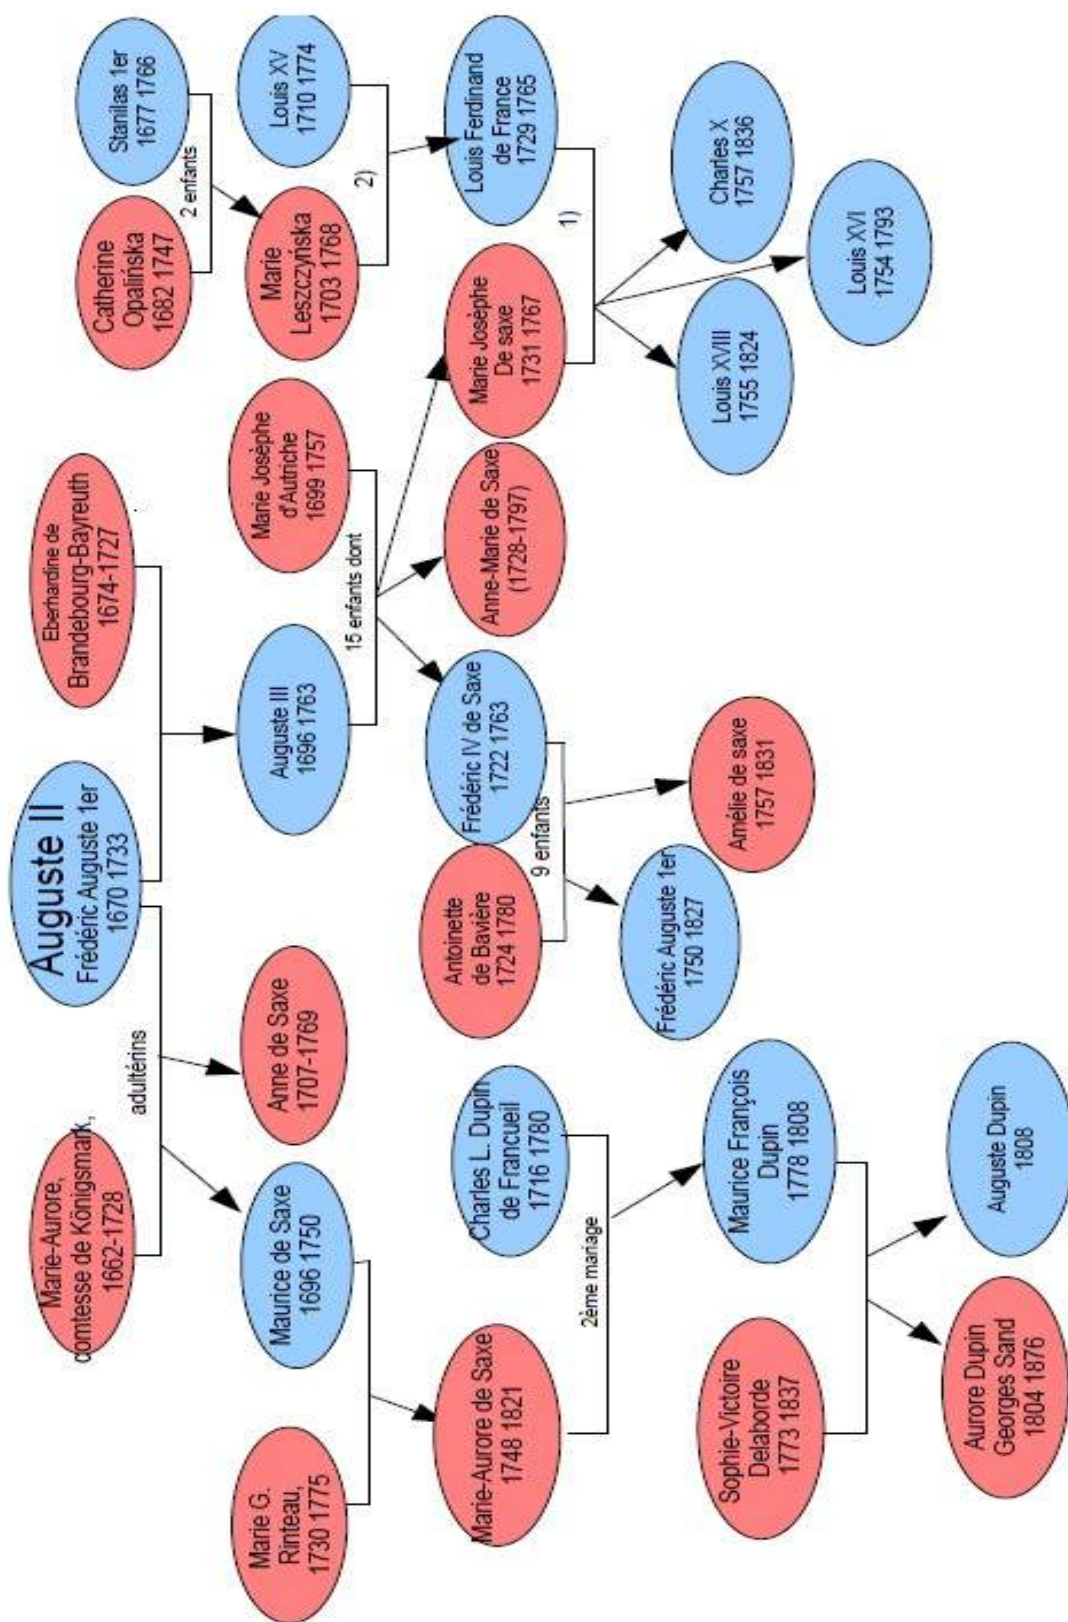 Auguste II
Frédéric Auguste 1er
1670 1733
Marie-Aurore,
comtesse de Königsmark,
1662-1728
adultérins
Eberhardine de
Brandebourg-Bayreuth
1674-1727
Catherine
Opalińska
1682 1747
Stanilas 1er
1677 1766
2 enfants
Marie G.
Rinteau,
1730 1775
Maurice de Saxe
1696 1750
Anne de Saxe
1707-1769
Auguste III
1696 1763
Marie Josèphe
d'Autriche
1699 1757
Marie
Leszczyńska
1703 1768
Louis XV
1710 1774
15 enfants dont
2)
Marie-Aurore de Saxe
1748 1821
Charles L. Dupin
de Francueil
1716 1780
Antoinette
de Bavière
1724 1780
Frédéric IV de Saxe
1722 1763
Anne-Marie de Saxe
(1728-1797)
Marie Josèphe
De saxe
1731 1767
Louis Ferdinand
de France
1729 1765
2ème mariage
9 enfants
1)
Sophie-Victoire
Delaborde
1773 1837
Maurice François
Dupin
1778 1808
Frédéric Auguste 1er
1750 1827
Amélie de saxe
1757 1831
Louis XVIII
1755 1824
Charles X
1757 1836
Louis XVI
1754 1793
Aurore Dupin
Georges Sand
1804 1876
Auguste Dupin
1808